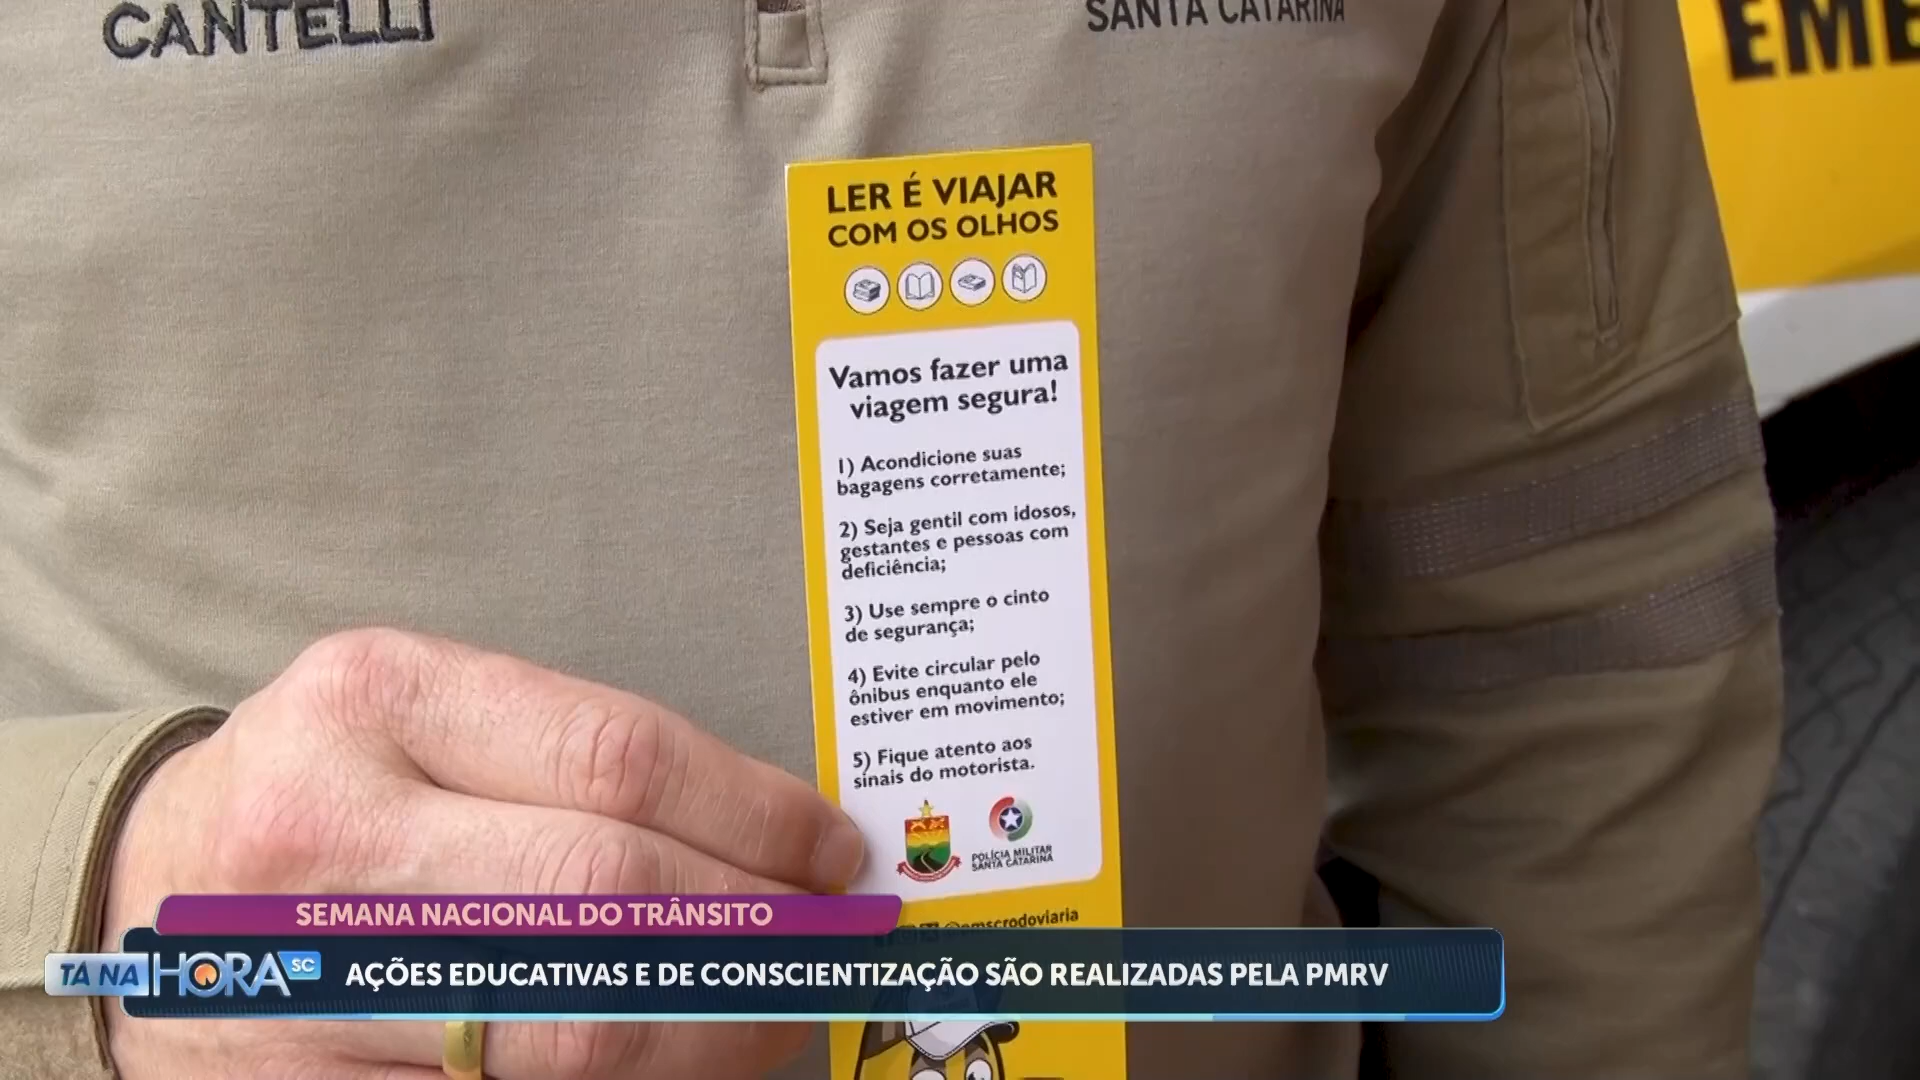 CANTELLI
SANTA CATARINA
EME
LER É VIAJAR
COM OS OLHOS
Vamos fazer uma
viagem segura!
1) Acondicione suas
bagagens corretamente;
2) Seja gentil com idosos,
gestantes e pessoas com
deficiência;
3) Use sempre o cinto
de segurança;
4) Evite circular pelo
ônibus enquanto ele
estiver em movimento;
5) Fique atento aos
sinais do motorista.
POLÍCIA MILITAR
SANTA CATARINA
@pmscrodoviaria
SEMANA NACIONAL DO TRÂNSITO
TÁ NA HORA SC
AÇÕES EDUCATIVAS E DE CONSCIENTIZAÇÃO SÃO REALIZADAS PELA PMRV